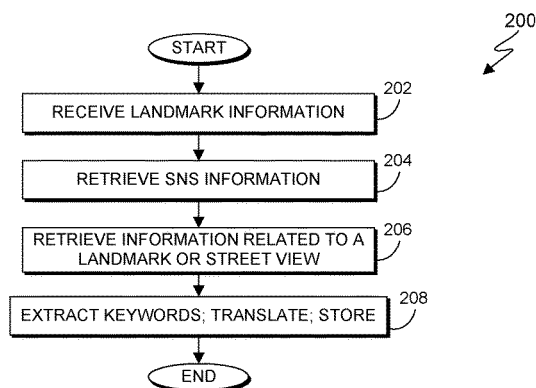 200
START
RECEIVE LANDMARK INFORMATION
202
RETRIEVE SNS INFORMATION
204
RETRIEVE INFORMATION RELATED TO A
LANDMARK OR STREET VIEW
206
EXTRACT KEYWORDS; TRANSLATE; STORE
208
END